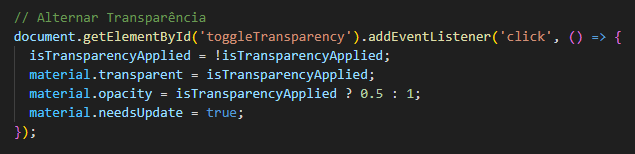 // Alternar Transparência
document.getElementById('toggleTransparency').addEventListener('click', () => {
  isTransparencyApplied = !isTransparencyApplied;
  material.transparent = isTransparencyApplied;
  material.opacity = isTransparencyApplied ? 0.5 : 1;
  material.needsUpdate = true;
});